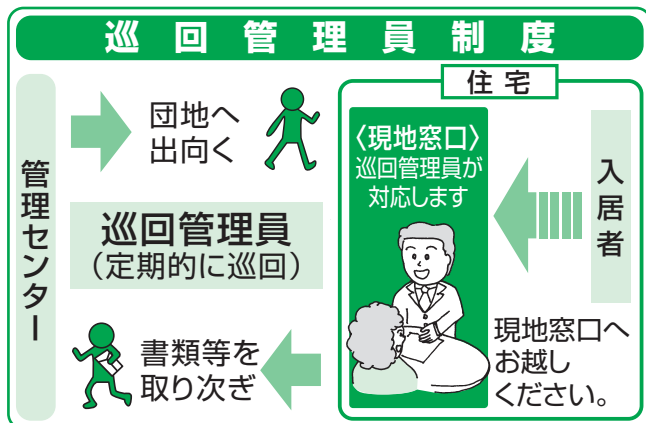 巡回管理員制度
管理センター
団地へ
出向く
巡回管理員
（定期的に巡回）
書類等を
取り次ぎ
住宅
〈現地窓口〉
巡回管理員が
対応します
入居者
現地窓口へ
お越し
ください。